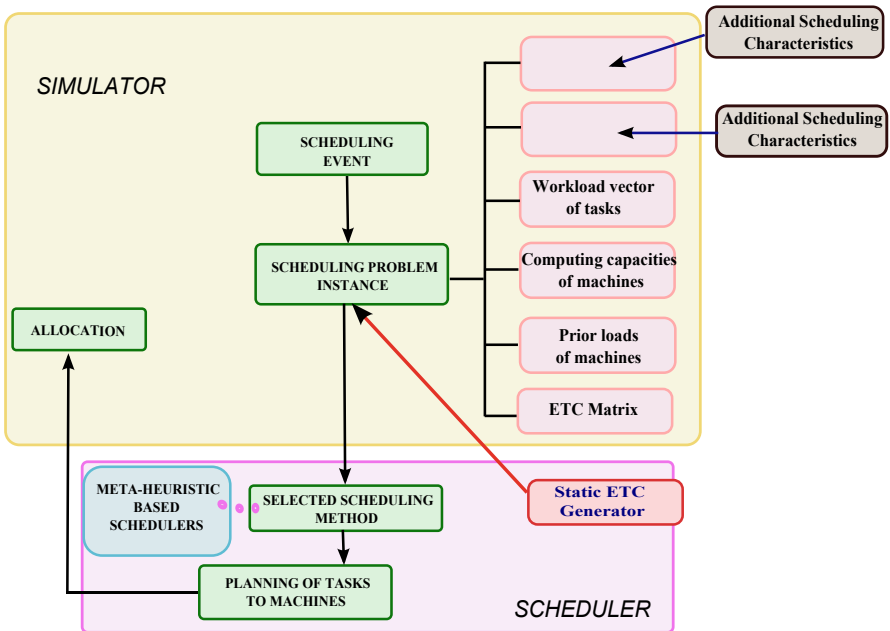 Additional Scheduling
Characteristics
SIMULATOR
Additional Scheduling
Characteristics
SCHEDULING
EVENT
Workload vector
of tasks
SCHEDULING PROBLEM
INSTANCE
Computing capacities
of machines
ALLOCATION
Prior loads
of machines
ETC Matrix
META-HEURISTIC
BASED
SCHEDULERS
SELECTED SCHEDULING
METHOD
Static ETC
Generator
PLANNING OF TASKS
TO MACHINES
SCHEDULER